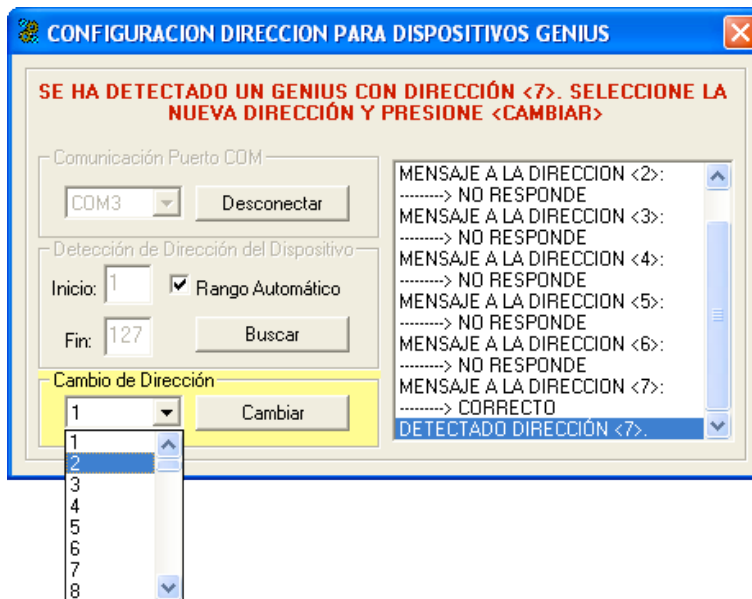 CONFIGURACION DIRECCION PARA DISPOSITIVOS GENIUS
SE HA DETECTADO UN GENIUS CON DIRECCIÓN <7>. SELECCIONE LA
NUEVA DIRECCIÓN Y PRESIONE <CAMBIAR>
Comunicación Puerto COM
COM3
Desconectar
Detección de Dirección del Dispositivo
Inicio: 1
Rango Automático
Fin: 127
Buscar
Cambio de Dirección
1
Cambiar
1
2
3
4
5
6
7
8
MENSAJE A LA DIRECCION <2>:
--------> NO RESPONDE
MENSAJE A LA DIRECCION <3>:
--------> NO RESPONDE
MENSAJE A LA DIRECCION <4>:
--------> NO RESPONDE
MENSAJE A LA DIRECCION <5>:
--------> NO RESPONDE
MENSAJE A LA DIRECCION <6>:
--------> NO RESPONDE
MENSAJE A LA DIRECCION <7>:
--------> CORRECTO
DETECTADO DIRECCIÓN <7>.